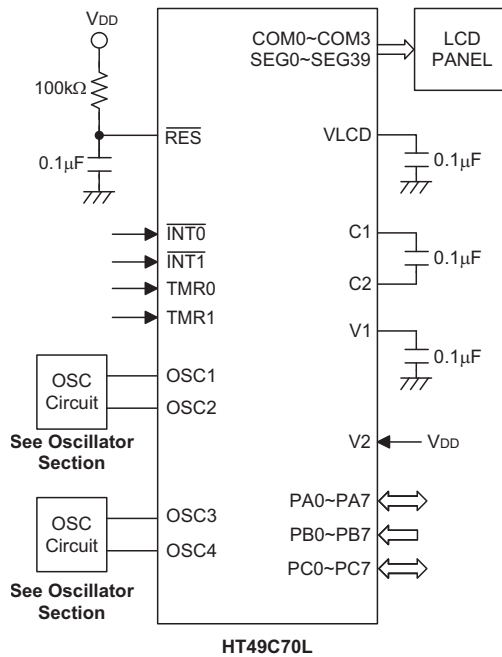 VDD
100kΩ
0.1μF
RES
INT0
INT1
TMR0
TMR1
OSC
Circuit
OSC1
OSC2
See Oscillator
Section
OSC
Circuit
OSC3
OSC4
See Oscillator
Section
COM0~COM3
SEG0~SEG39
LCD
PANEL
VLCD
0.1μF
C1
C2
0.1μF
V1
0.1μF
V2
VDD
PA0~PA7
PB0~PB7
PC0~PC7
HT49C70L